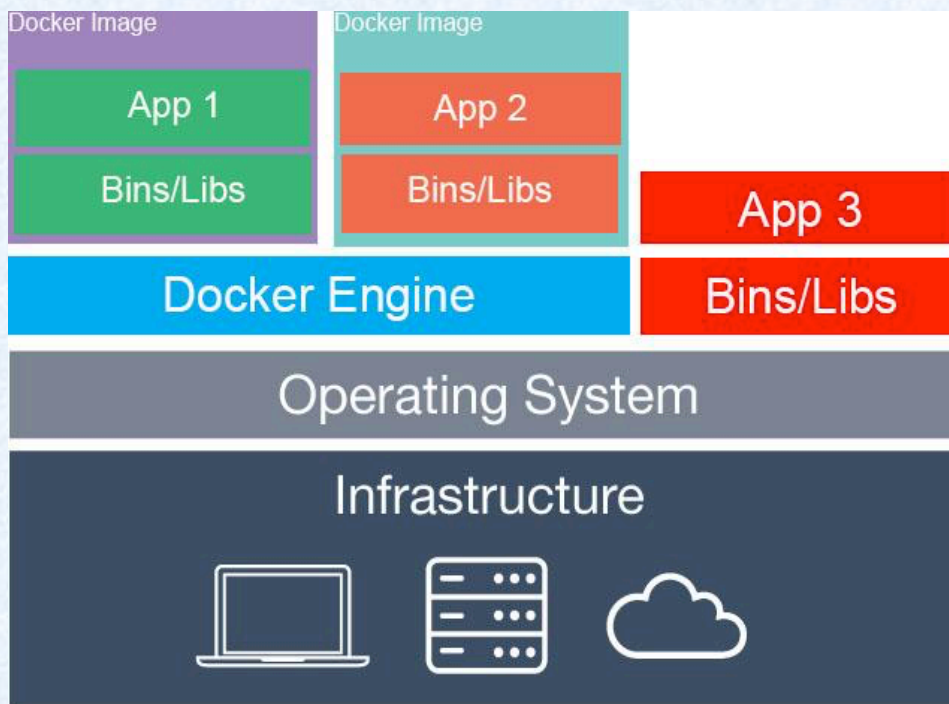 Docker Image
Docker Image
App 1
App 2
Bins/Libs
Bins/Libs
App 3
Docker Engine
Bins/Libs
Operating System
Infrastructure